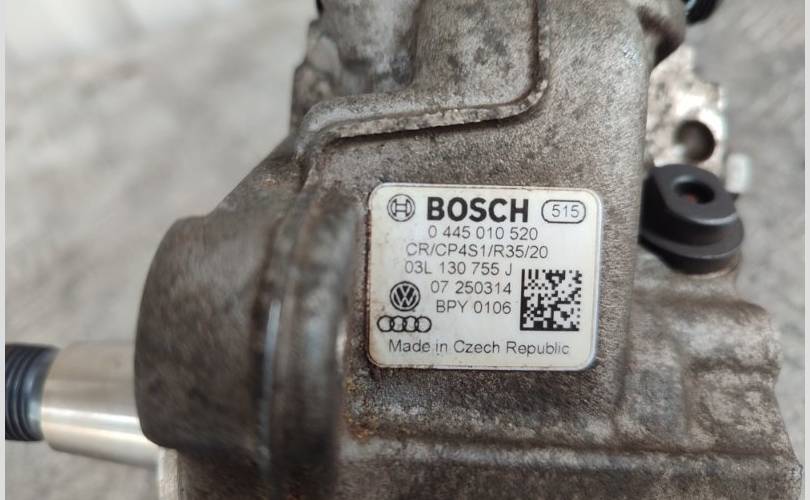 BOSCH 515
0 445 010 520
CR/CP4S1/R35/20
03L 130 755 J
07 250314
BPY 0106
Made in Czech Republic